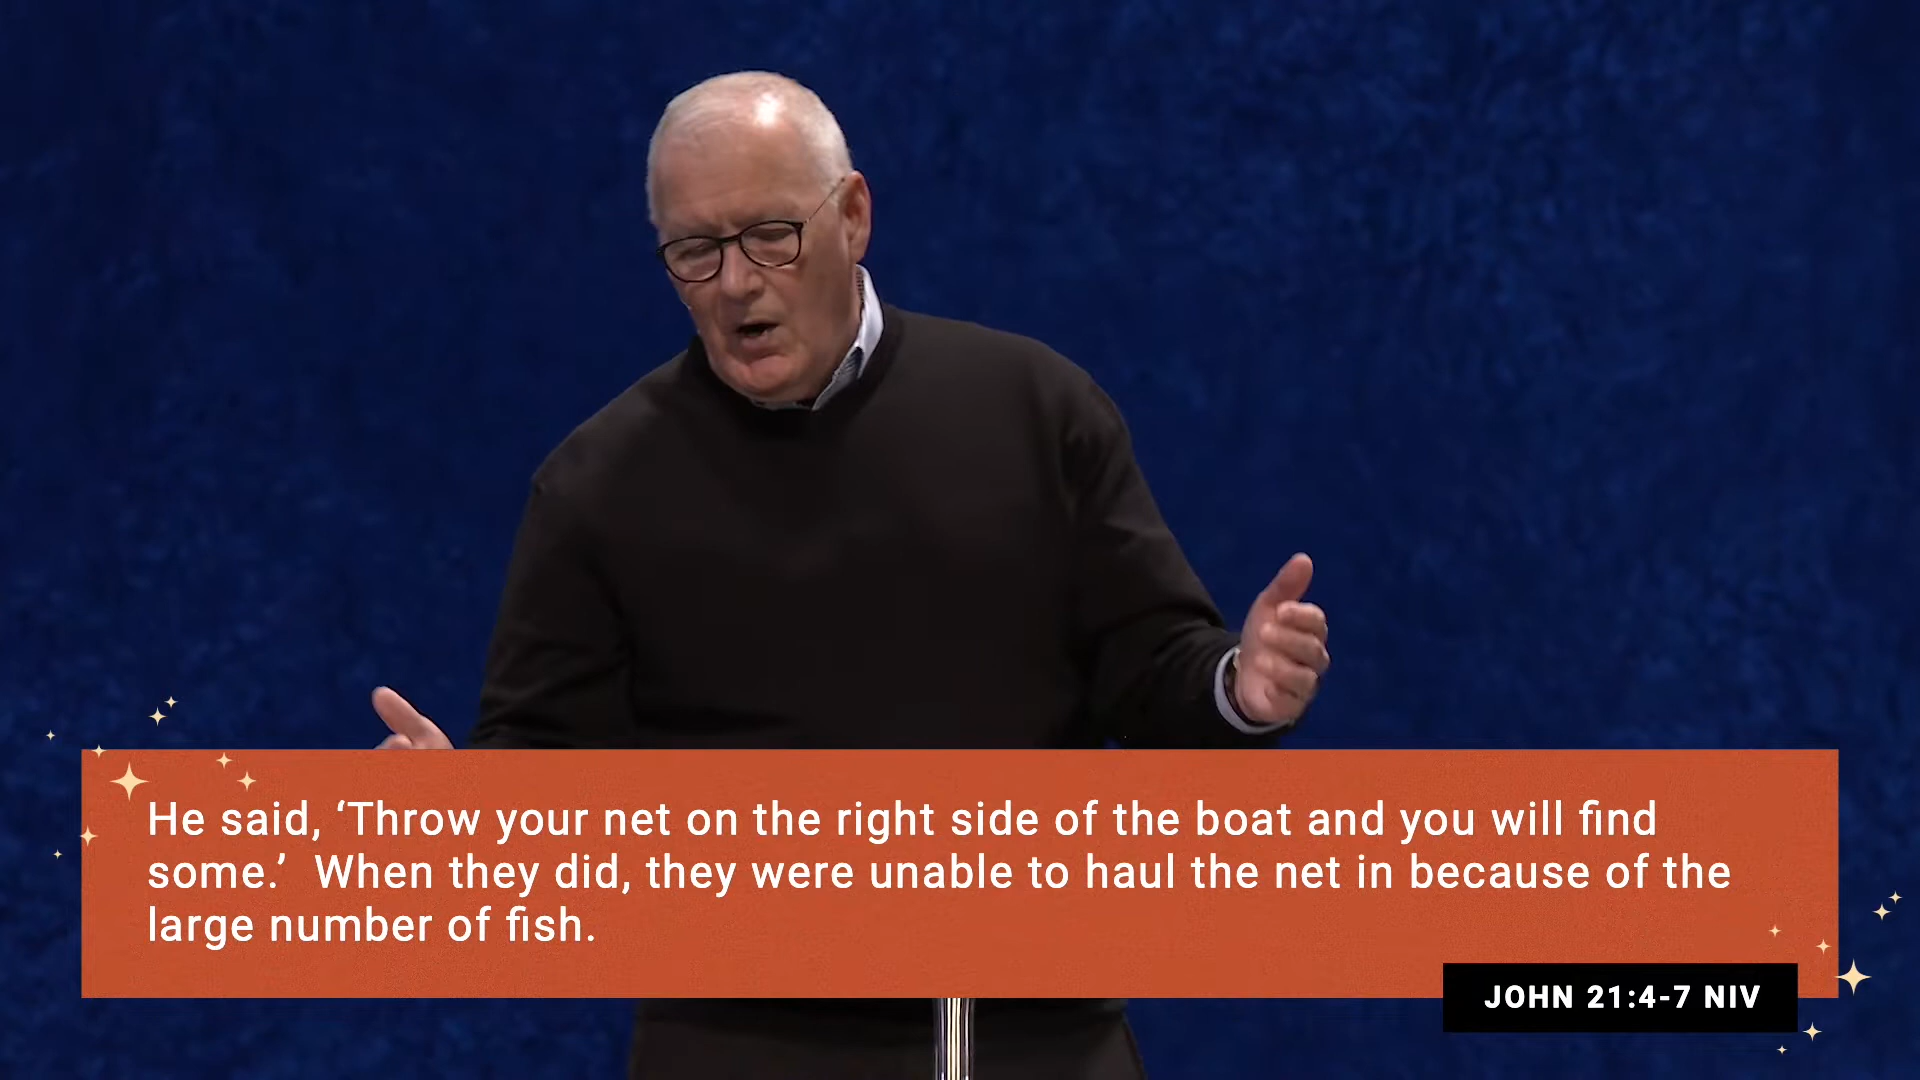 He said, ‘Throw your net on the right side of the boat and you will find
some.’  When they did, they were unable to haul the net in because of the
large number of fish.
JOHN 21:4-7 NIV